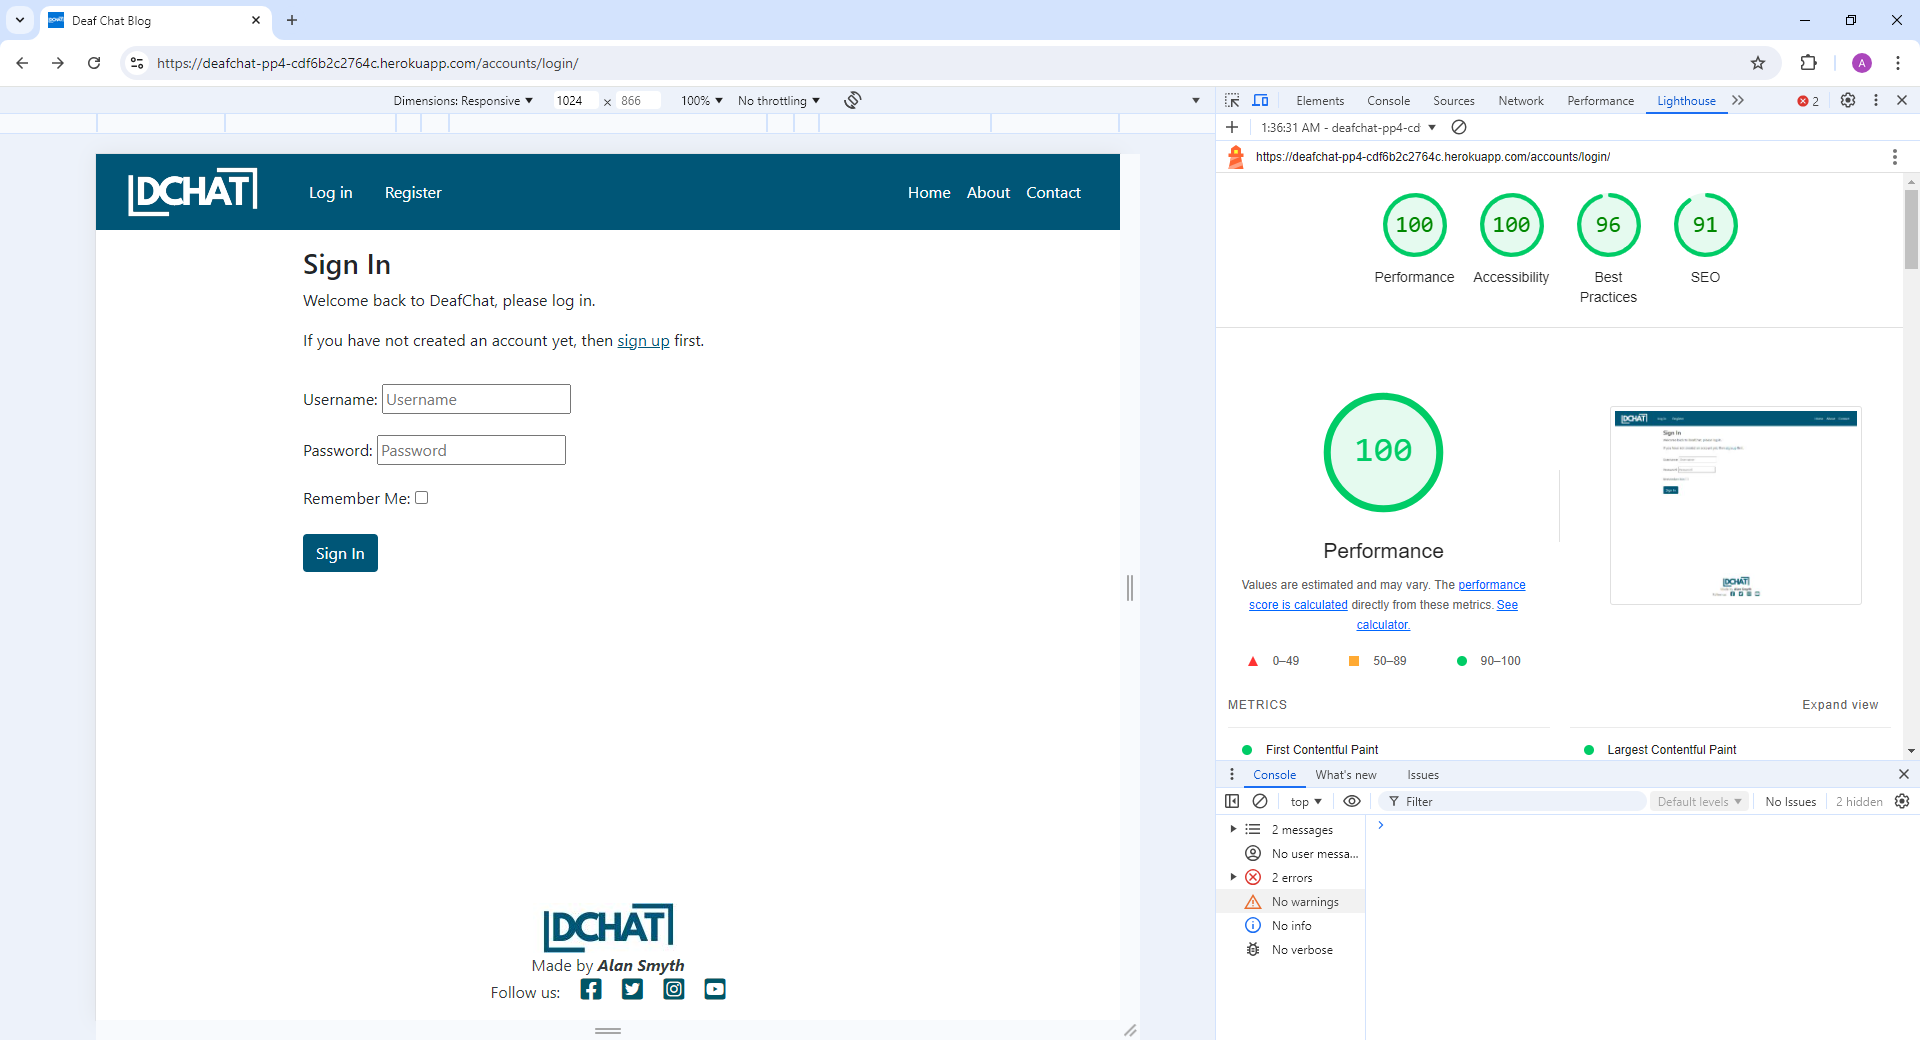 Deaf Chat Blog
https://deafchat-pp4-cdf6b2c2764c.herokuapp.com/accounts/login/
A
Dimensions: Responsive
1024 × 866
100%
No throttling
DCHAT
Log in
Register
Home
About
Contact
Sign In
Welcome back to DeafChat, please log in.
If you have not created an account yet, then sign up first.
Username: Username
Password: Password
Remember Me:
Sign In
DCHAT
Made by Alan Smyth
Follow us:
Elements
Console
Sources
Network
Performance
Lighthouse
2
1:36:31 AM - deafchat-pp4-cd
https://deafchat-pp4-cdf6b2c2764c.herokuapp.com/accounts/login/
100
100
96
91
Performance
Accessibility
Best
Practices
SEO
100
Performance
Values are estimated and may vary. The performance
score is calculated directly from these metrics. See
calculator.
0–49
50–89
90–100
METRICS
Expand view
First Contentful Paint
Largest Contentful Paint
Console
What's new
Issues
top
Filter
Default levels
No Issues
2 hidden
2 messages
No user messa...
2 errors
No warnings
No info
No verbose